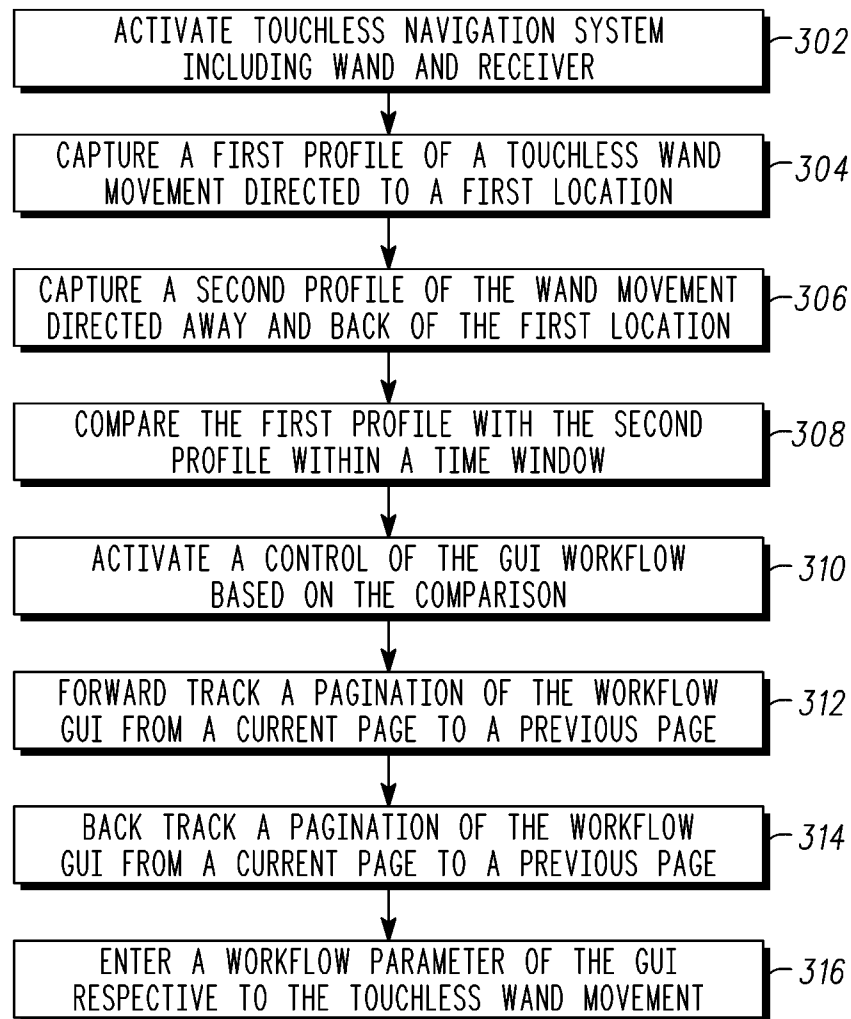 ACTIVATE TOUCHLESS NAVIGATION SYSTEM
INCLUDING WAND AND RECEIVER
302
CAPTURE A FIRST PROFILE OF A TOUCHLESS WAND
MOVEMENT DIRECTED TO A FIRST LOCATION
304
CAPTURE A SECOND PROFILE OF THE WAND MOVEMENT
DIRECTED AWAY AND BACK OF THE FIRST LOCATION
306
COMPARE THE FIRST PROFILE WITH THE SECOND
PROFILE WITHIN A TIME WINDOW
308
ACTIVATE A CONTROL OF THE GUI WORKFLOW
BASED ON THE COMPARISON
310
FORWARD TRACK A PAGINATION OF THE WORKFLOW
GUI FROM A CURRENT PAGE TO A PREVIOUS PAGE
312
BACK TRACK A PAGINATION OF THE WORKFLOW
GUI FROM A CURRENT PAGE TO A PREVIOUS PAGE
314
ENTER A WORKFLOW PARAMETER OF THE GUI
RESPECTIVE TO THE TOUCHLESS WAND MOVEMENT
316